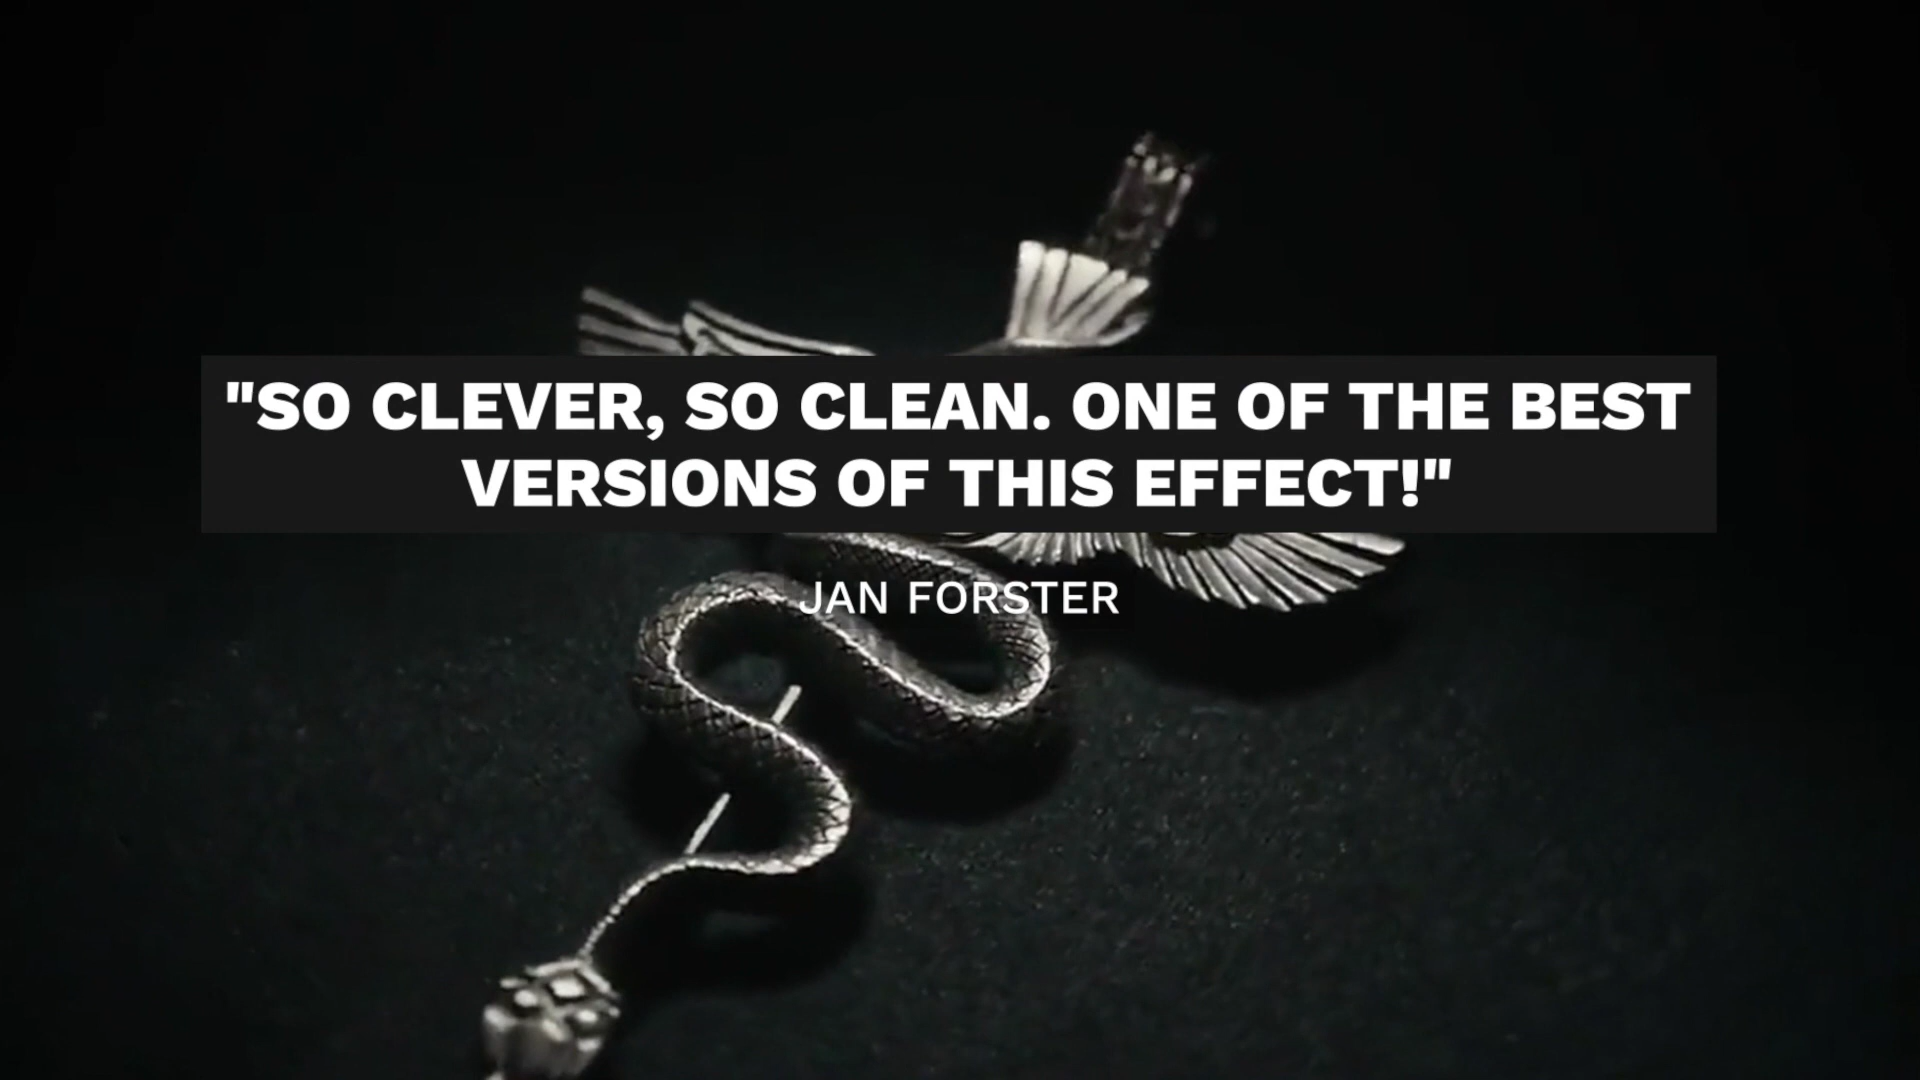 "SO CLEVER, SO CLEAN. ONE OF THE BEST
VERSIONS OF THIS EFFECT!"
JAN FORSTER